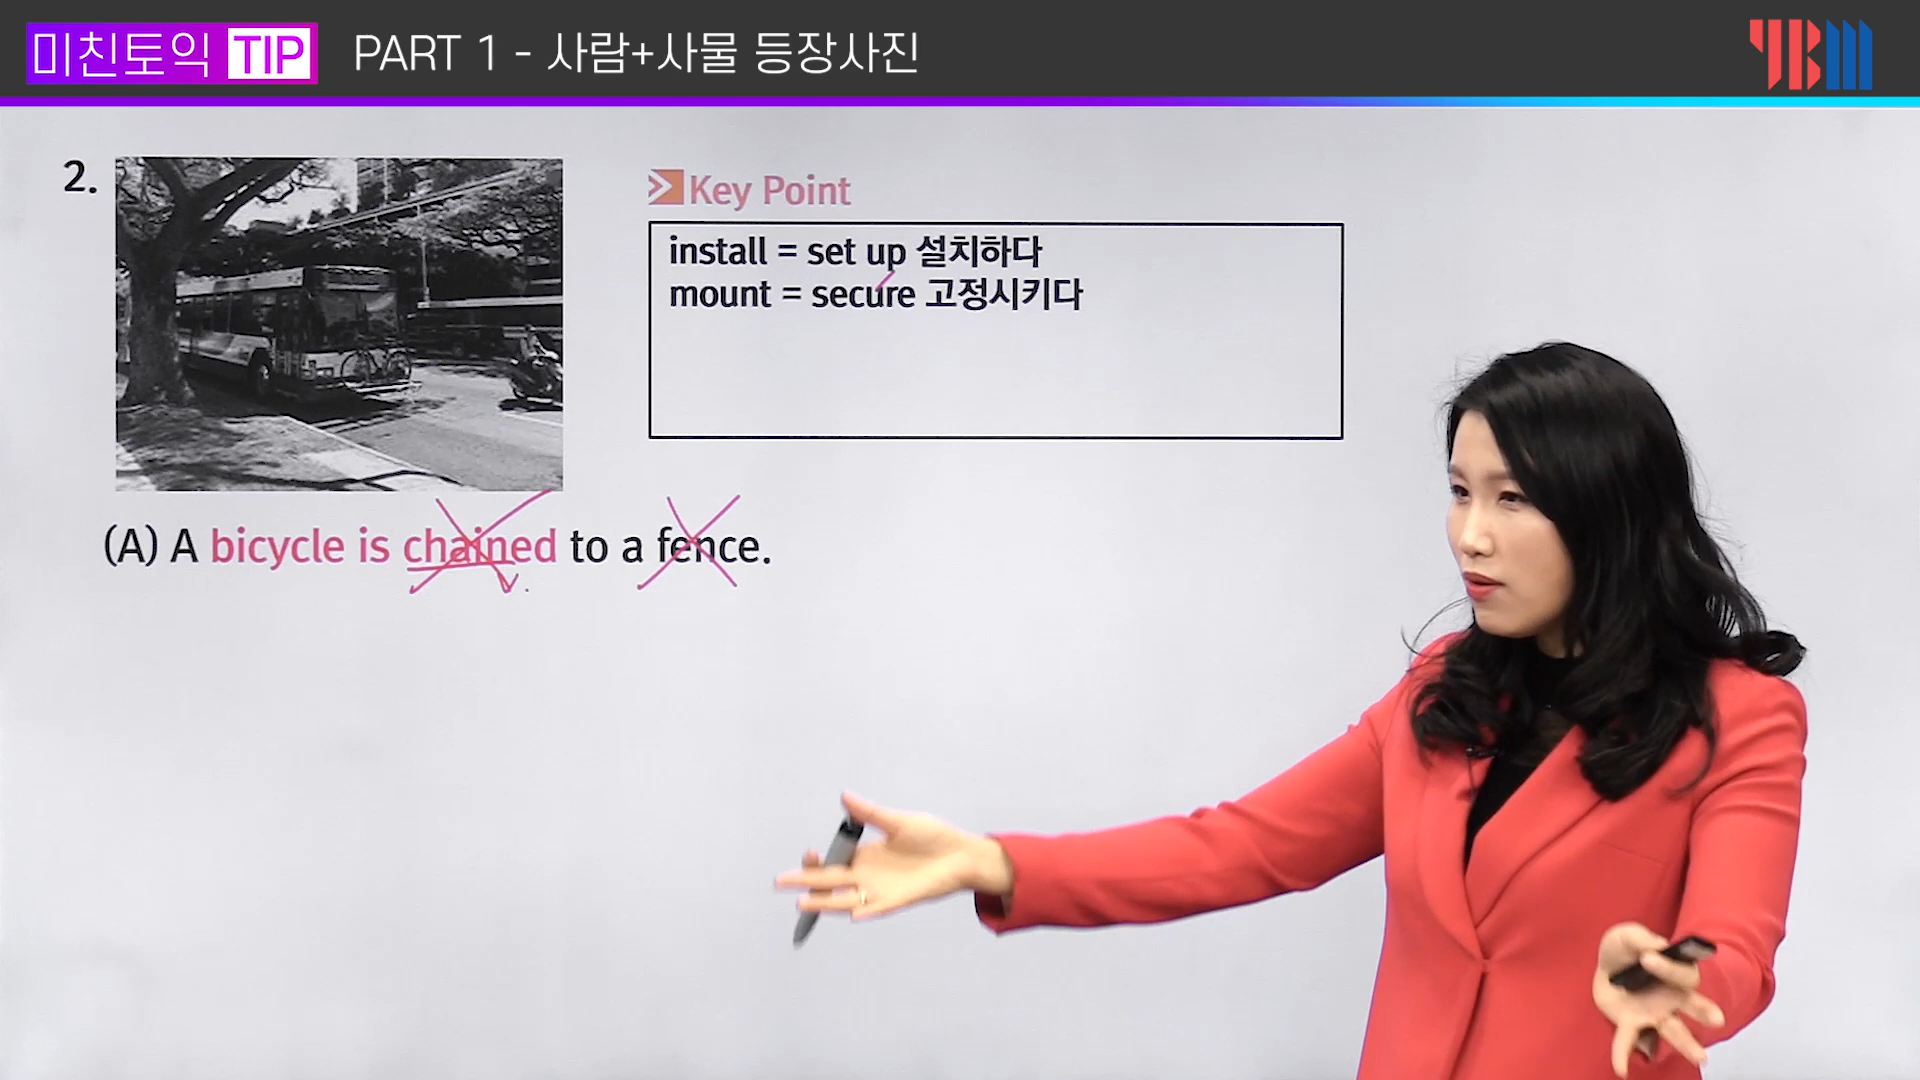 미친토익 TIP PART 1 - 사람+사물 등장사진
YBM
2.
Key Point
install = set up 설치하다
mount = secure 고정시키다
(A) A bicycle is chained to a fence.